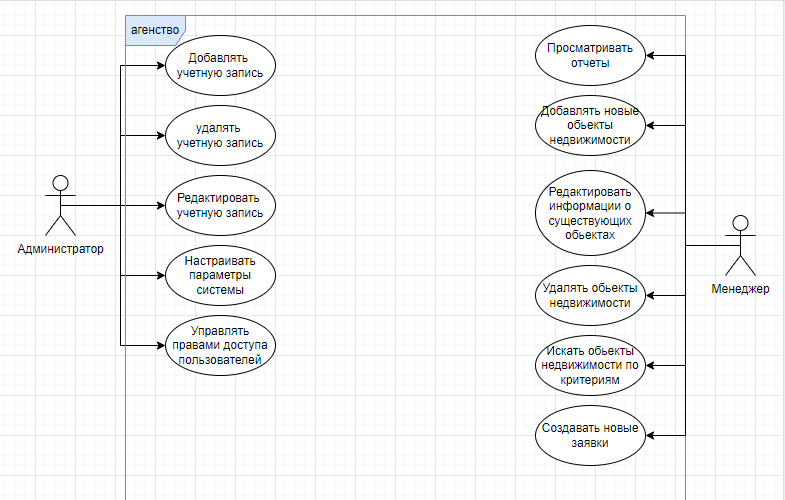 агенство
Добавлять
учетную запись
удалять
учетную запись
Редактировать
учетную запись
Настраивать
параметры
системы
Управлять
правами доступа
пользователей
Администратор
Просматривать
отчеты
Добавлять новые
обьекты
недвижимости
Редактировать
информации о
существующих
обьектах
Удалять обьекты
недвижимости
Искать обьекты
недвижимости по
критериям
Создавать новые
заявки
Менеджер